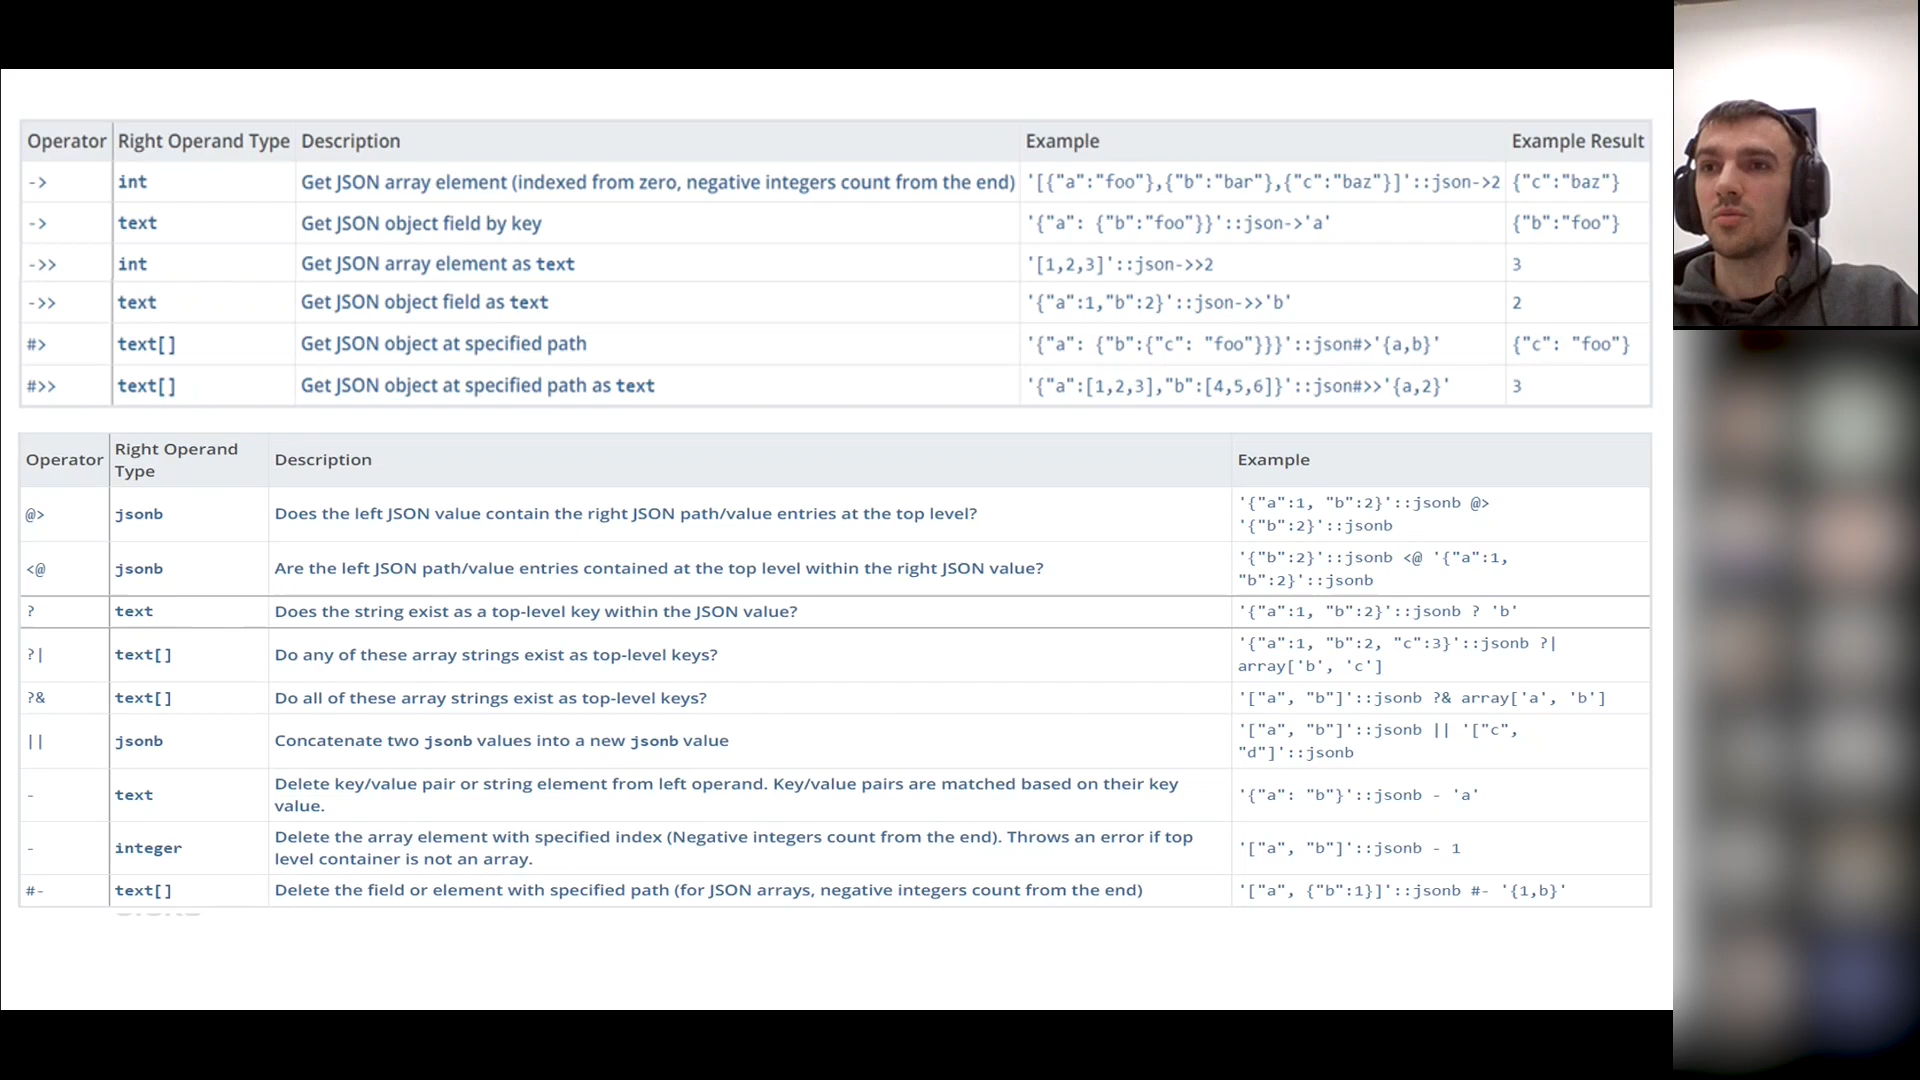 Operator Right Operand Type Description Example Example Result
-> int Get JSON array element (indexed from zero, negative integers count from the end) '[{"a":"foo"},{"b":"bar"},{"c":"baz"}]'::json->2 {"c":"baz"}
-> text Get JSON object field by key '{"a": {"b":"foo"}}'::json->'a' {"b":"foo"}
->> int Get JSON array element as text '[1,2,3]'::json->>2 3
->> text Get JSON object field as text '{"a":1,"b":2}'::json->>'b' 2
#> text[] Get JSON object at specified path '{"a": {"b":{"c": "foo"}}}'::json#>'{a,b}' {"c": "foo"}
#>> text[] Get JSON object at specified path as text '{"a":[1,2,3],"b":[4,5,6]}'::json#>>'{a,2}' 3
Operator Right Operand
Type Description Example
@> jsonb Does the left JSON value contain the right JSON path/value entries at the top level? '{"a":1, "b":2}'::jsonb @>
'{"b":2}'::jsonb
<@ jsonb Are the left JSON path/value entries contained at the top level within the right JSON value? '{"b":2}'::jsonb <@ '{"a":1,
"b":2}'::jsonb
? text Does the string exist as a top-level key within the JSON value? '{"a":1, "b":2}'::jsonb ? 'b'
?| text[] Do any of these array strings exist as top-level keys? '{"a":1, "b":2, "c":3}'::jsonb ?|
array['b', 'c']
?& text[] Do all of these array strings exist as top-level keys? '["a", "b"]'::jsonb ?& array['a', 'b']
|| jsonb Concatenate two jsonb values into a new jsonb value '["a", "b"]'::jsonb || '["c",
"d"]'::jsonb
- text Delete key/value pair or string element from left operand. Key/value pairs are matched based on their key
value. '{"a": "b"}'::jsonb - 'a'
- integer Delete the array element with specified index (Negative integers count from the end). Throws an error if top
level container is not an array. '["a", "b"]'::jsonb - 1
#- text[] Delete the field or element with specified path (for JSON arrays, negative integers count from the end) '["a", {"b":1}]'::jsonb #- '{1,b}'